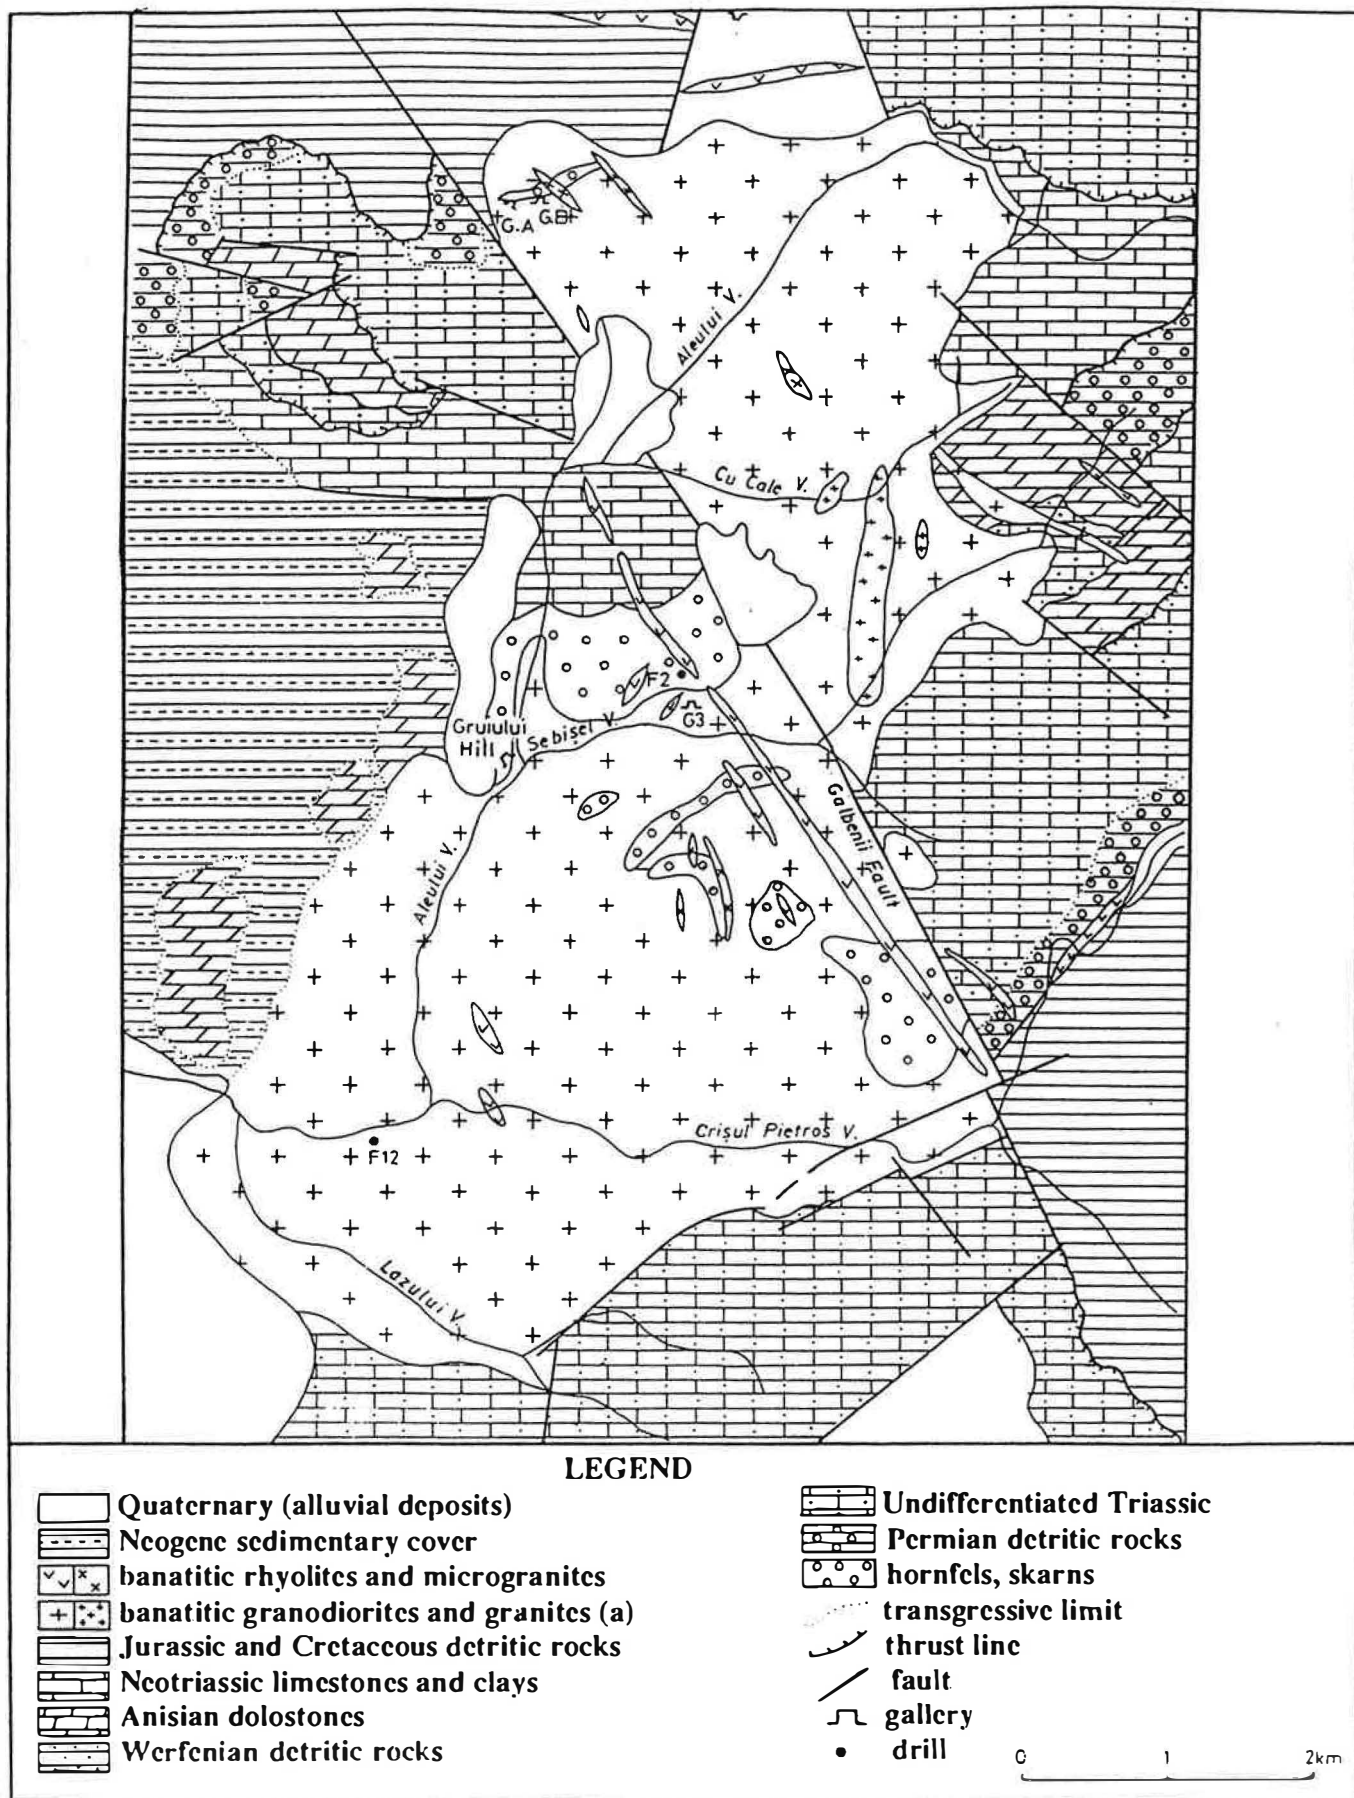 G.A
G.B
Aleului V.
Cu Cale V.
F2
G3
Gruiului
Hill
Sebișel V.
Galbenii Fault
Aleului V.
Crișul Pietros V.
F12
Lazului V.
LEGEND
Quaternary (alluvial deposits)
Neogene sedimentary cover
banatitic rhyolites and microgranites
banatitic granodiorites and granites (a)
Jurassic and Cretaceous detritic rocks
Neotriassic limestones and clays
Anisian dolostones
Werfenian detritic rocks
Undifferentiated Triassic
Permian detritic rocks
hornfels, skarns
transgressive limit
thrust line
fault
gallery
drill
0 1 2km